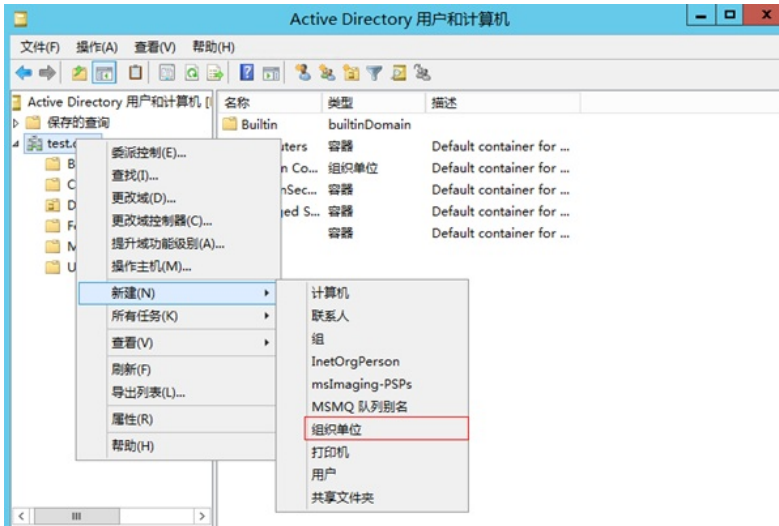 Active Directory 用户和计算机
文件(F) 操作(A) 查看(V) 帮助(H)
Active Directory 用户和计算机 [
名称 类型 描述
保存的查询
Builtin builtinDomain
test.
委派控制(E)...
uters 容器 Default container for ...
B
查找(I)...
n Co... 组织单位
C
更改域(D)...
nSec... 容器 Default container for ...
D
更改域控制器(C)...
ed S... 容器 Default container for ...
F
提升域功能级别(A)...
容器 Default container for ...
M
操作主机(M)...
U
新建(N)
计算机
所有任务(K)
联系人
查看(V)
组
刷新(F)
InetOrgPerson
导出列表(L)...
msImaging-PSPs
属性(R)
MSMQ 队列别名
帮助(H)
组织单位
打印机
用户
共享文件夹